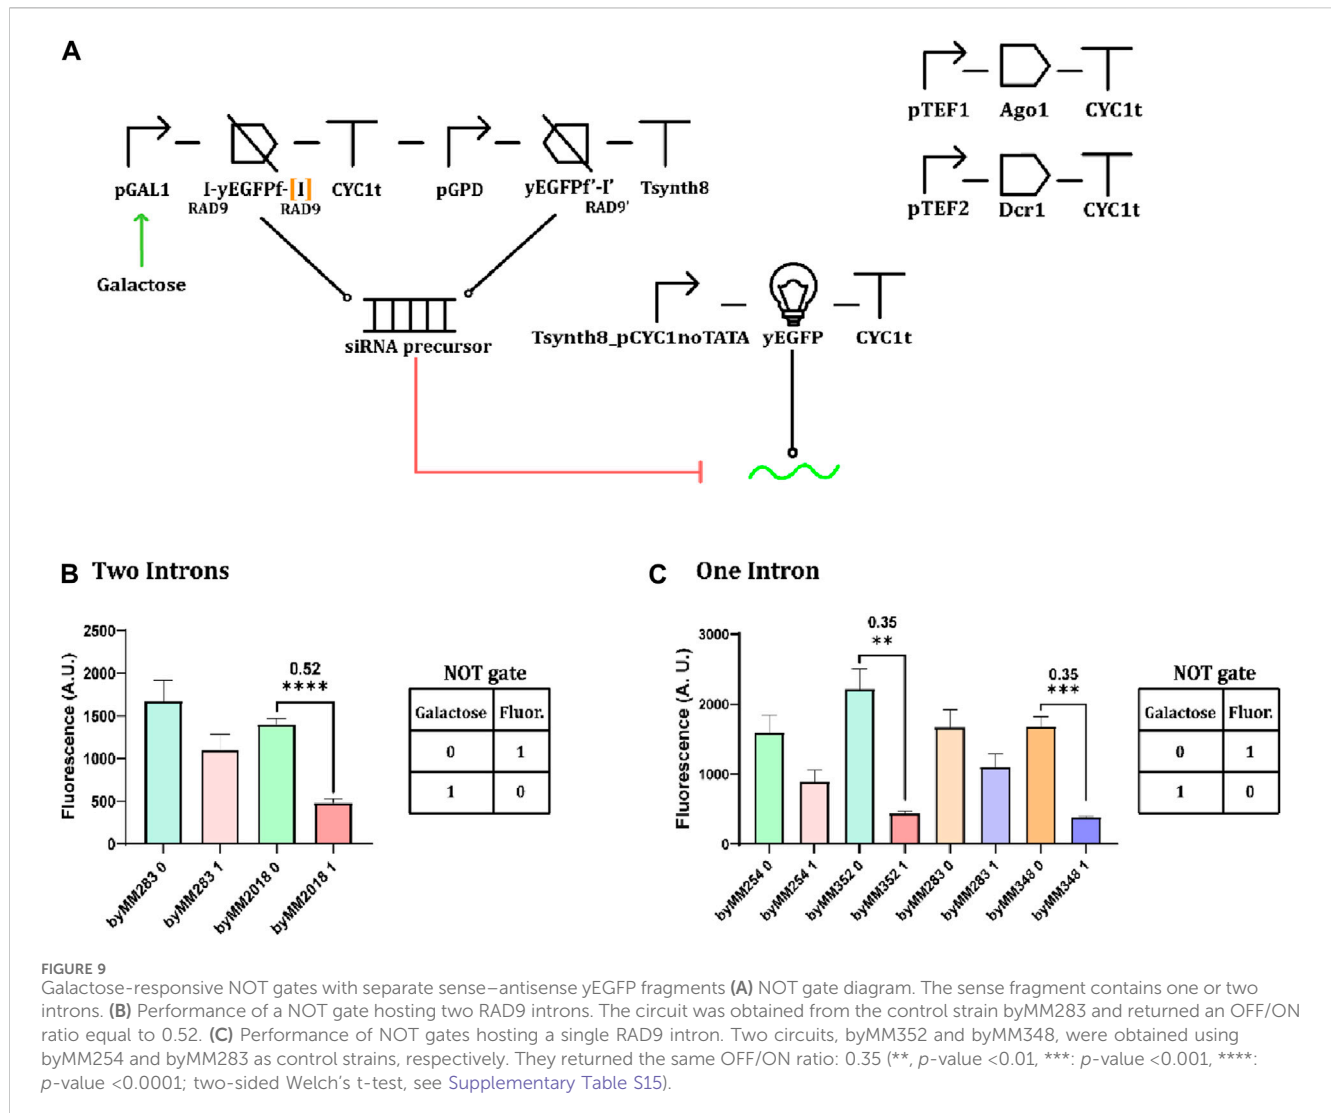 A
pTEF1 Ago1 CYC1t
pGAL1 I-yEGFPf-[I] CYC1t pGPD yEGFPf'-I' Tsynth8
RAD9 RAD9 RAD9'
pTEF2 Dcr1 CYC1t
Galactose
siRNA precursor
Tsynth8_pCYC1noTATA yEGFP CYC1t
B Two Introns
Fluorescence (A.U.)
2500
2000
1500
1000
500
0
0.52
****
byMM283 0
byMM283 1
byMM2018 0
byMM2018 1
NOT gate
Galactose Fluor.
0 1
1 0
C One Intron
Fluorescence (A. U.)
3000
2000
1000
0
0.35
**
0.35
***
byMM254 0
byMM254 1
byMM352 0
byMM352 1
byMM283 0
byMM283 1
byMM348 0
byMM348 1
NOT gate
Galactose Fluor.
0 1
1 0
FIGURE 9
Galactose-responsive NOT gates with separate sense–antisense yEGFP fragments (A) NOT gate diagram. The sense fragment contains one or two
introns. (B) Performance of a NOT gate hosting two RAD9 introns. The circuit was obtained from the control strain byMM283 and returned an OFF/ON
ratio equal to 0.52. (C) Performance of NOT gates hosting a single RAD9 intron. Two circuits, byMM352 and byMM348, were obtained using
byMM254 and byMM283 as control strains, respectively. They returned the same OFF/ON ratio: 0.35 (**, p-value <0.01, ***: p-value <0.001, ****:
p-value <0.0001; two-sided Welch's t-test, see Supplementary Table S15).